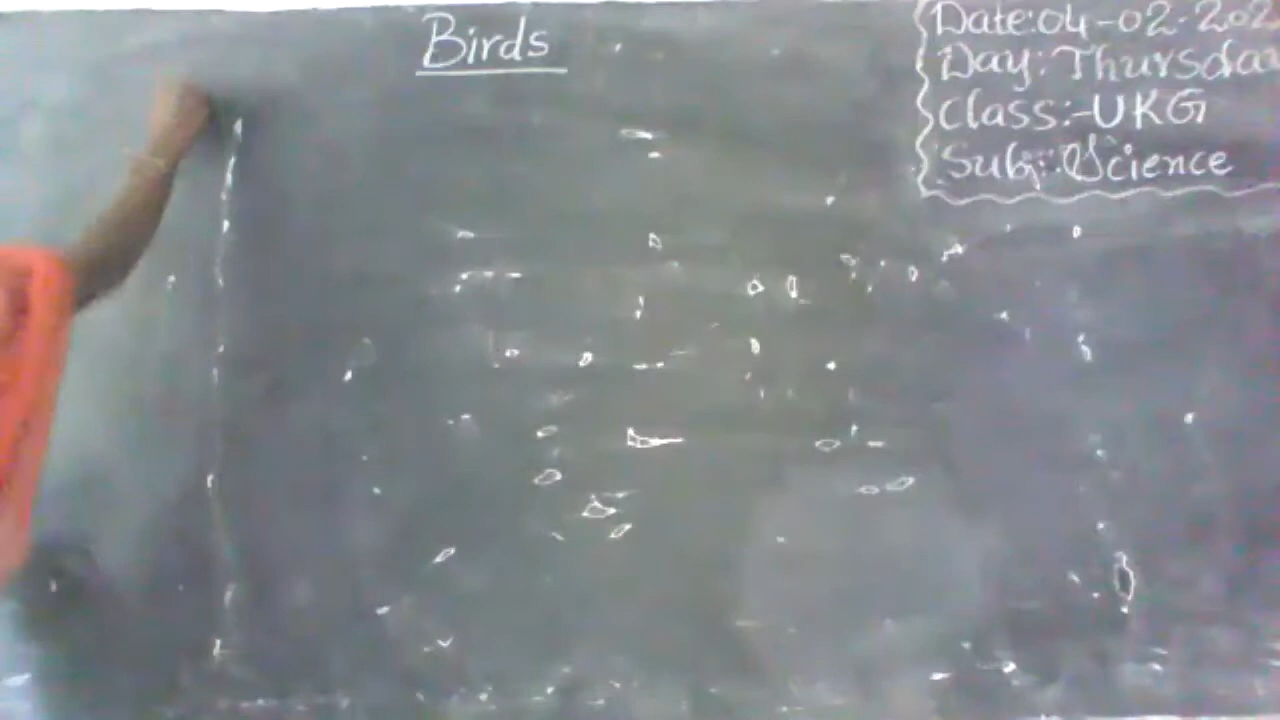 Birds
Date:04-02-202
Day:Thursda
Class:-UKG
Sub:-Science